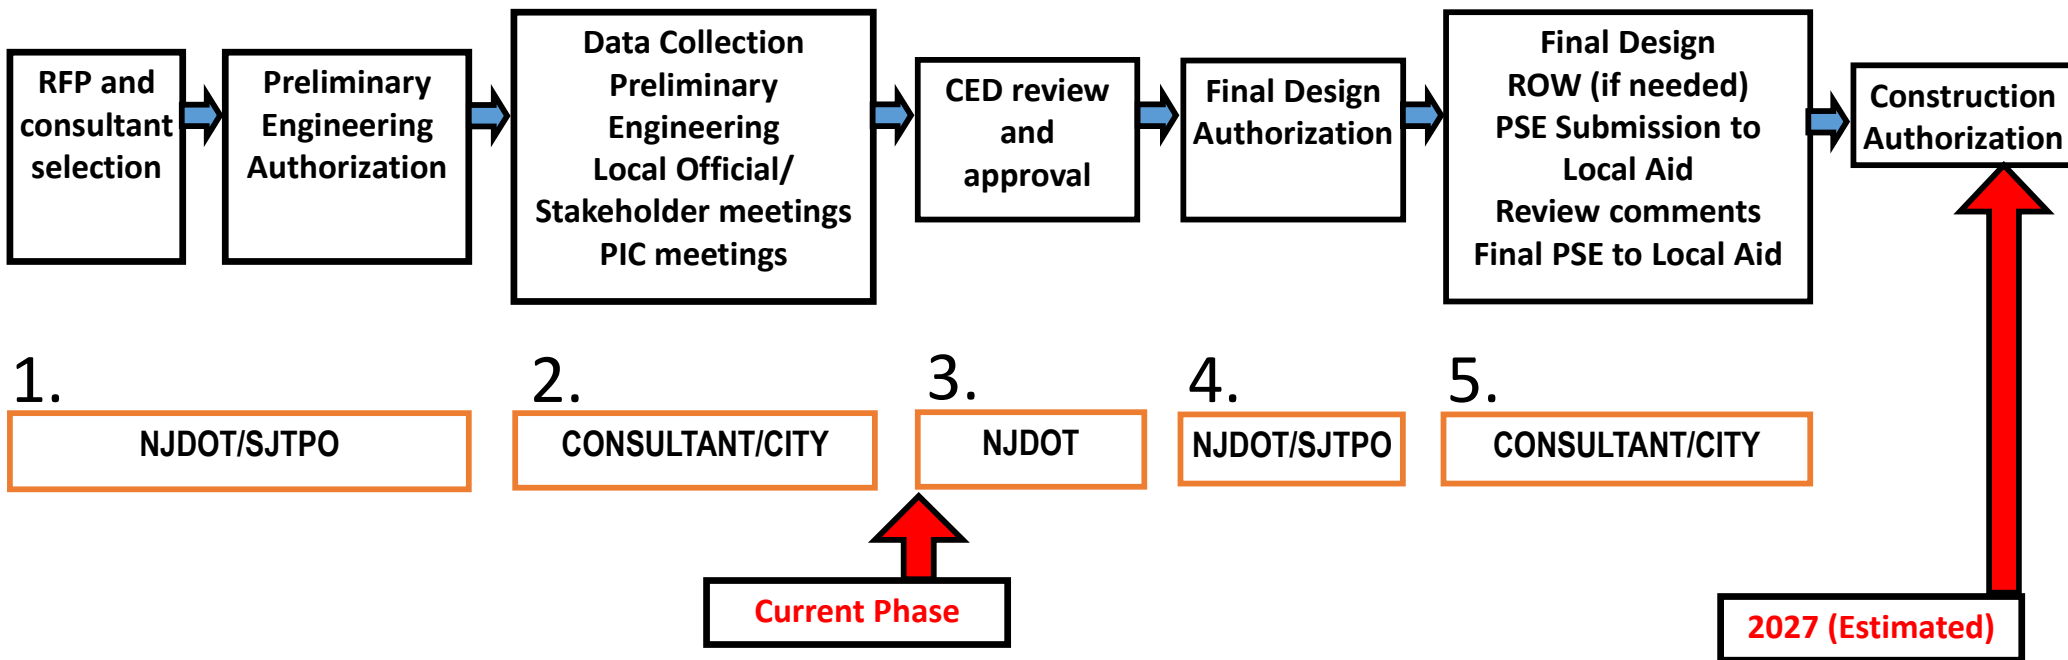 RFP and
consultant
selection
Preliminary
Engineering
Authorization
Data Collection
Preliminary
Engineering
Local Official/
Stakeholder meetings
PIC meetings
CED review
and
approval
Final Design
Authorization
Final Design
ROW (if needed)
PSE Submission to
Local Aid
Review comments
Final PSE to Local Aid
Construction
Authorization
1.
NJDOT/SJTPO
2.
CONSULTANT/CITY
3.
NJDOT
4.
NJDOT/SJTPO
5.
CONSULTANT/CITY
Current Phase
2027 (Estimated)